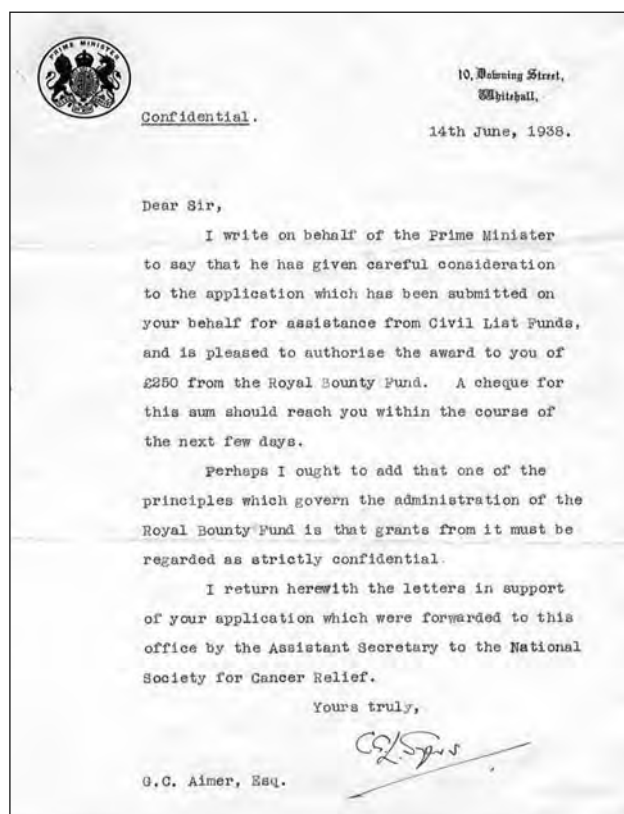 PRIME MINISTER
10, Downing Street,
Whitehall,
Confidential.
14th June, 1938.
Dear Sir,
I write on behalf of the Prime Minister
to say that he has given careful consideration
to the application which has been submitted on
your behalf for assistance from Civil List Funds,
and is pleased to authorise the award to you of
£250 from the Royal Bounty Fund. A cheque for
this sum should reach you within the course of
the next few days.
Perhaps I ought to add that one of the
principles which govern the administration of the
Royal Bounty Fund is that grants from it must be
regarded as strictly confidential.
I return herewith the letters in support
of your application which were forwarded to this
office by the Assistant Secretary to the National
Society for Cancer Relief.
Yours truly,
G.C. Aimer, Esq.